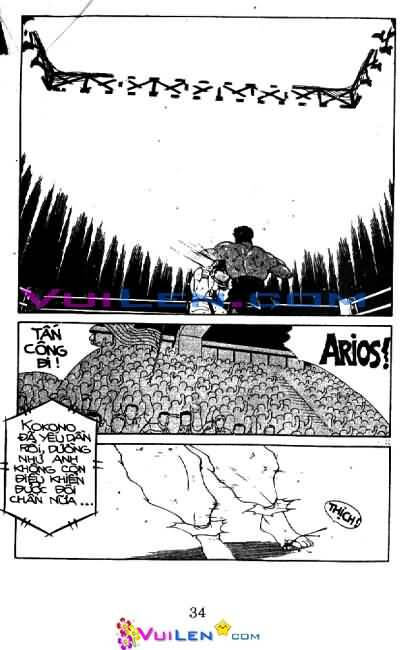 VUILEN.COM
TẤN
CÔNG
ĐI!
ARIOS!
KOKONO
ĐÃ YẾU DẦN
RỒI, DƯỜNG
NHƯ ANH
KHÔNG CÒN
ĐIỀU KHIỂN
ĐƯỢC ĐÔI
CHÂN NỮA...
THỊCH!
34
VUILEN.COM